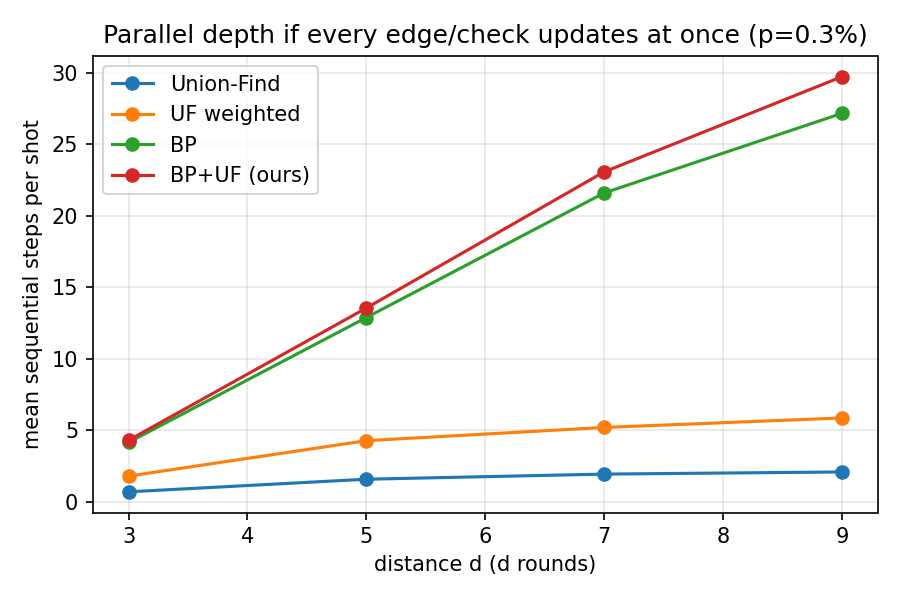 Parallel depth if every edge/check updates at once (p=0.3%)
mean sequential steps per shot
30
25
20
15
10
5
0
Union-Find
UF weighted
BP
BP+UF (ours)
3
4
5
6
7
8
9
distance d (d rounds)